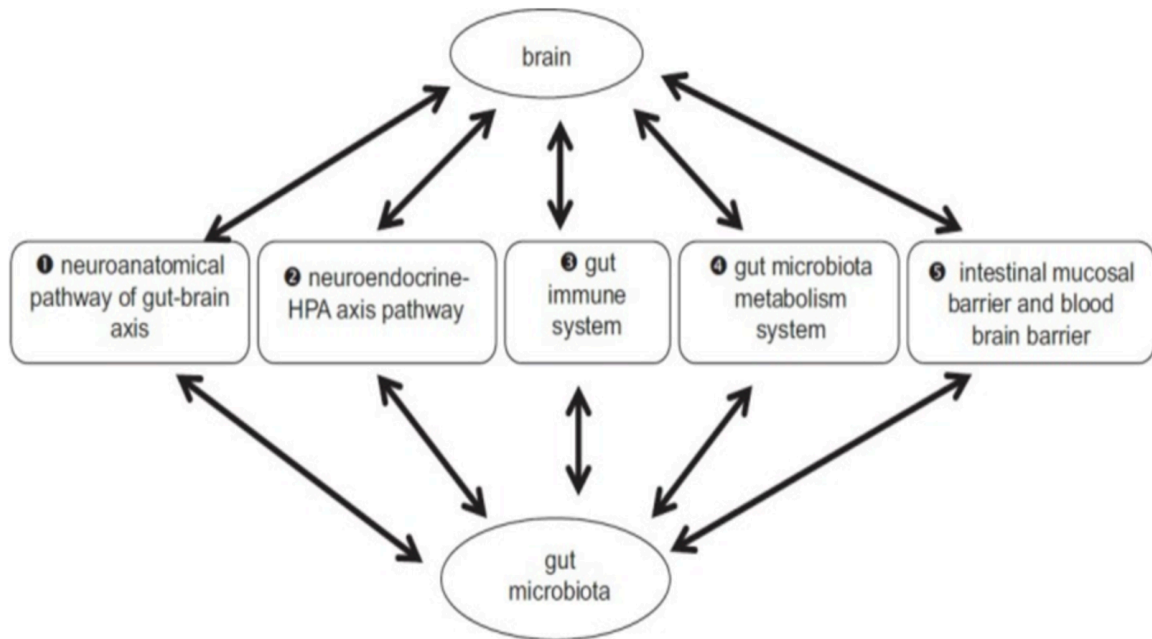 brain
❶ neuroanatomical
pathway of gut-brain
axis
❷ neuroendocrine-
HPA axis pathway
❸ gut
immune
system
❹ gut microbiota
metabolism
system
❺ intestinal mucosal
barrier and blood
brain barrier
gut
microbiota